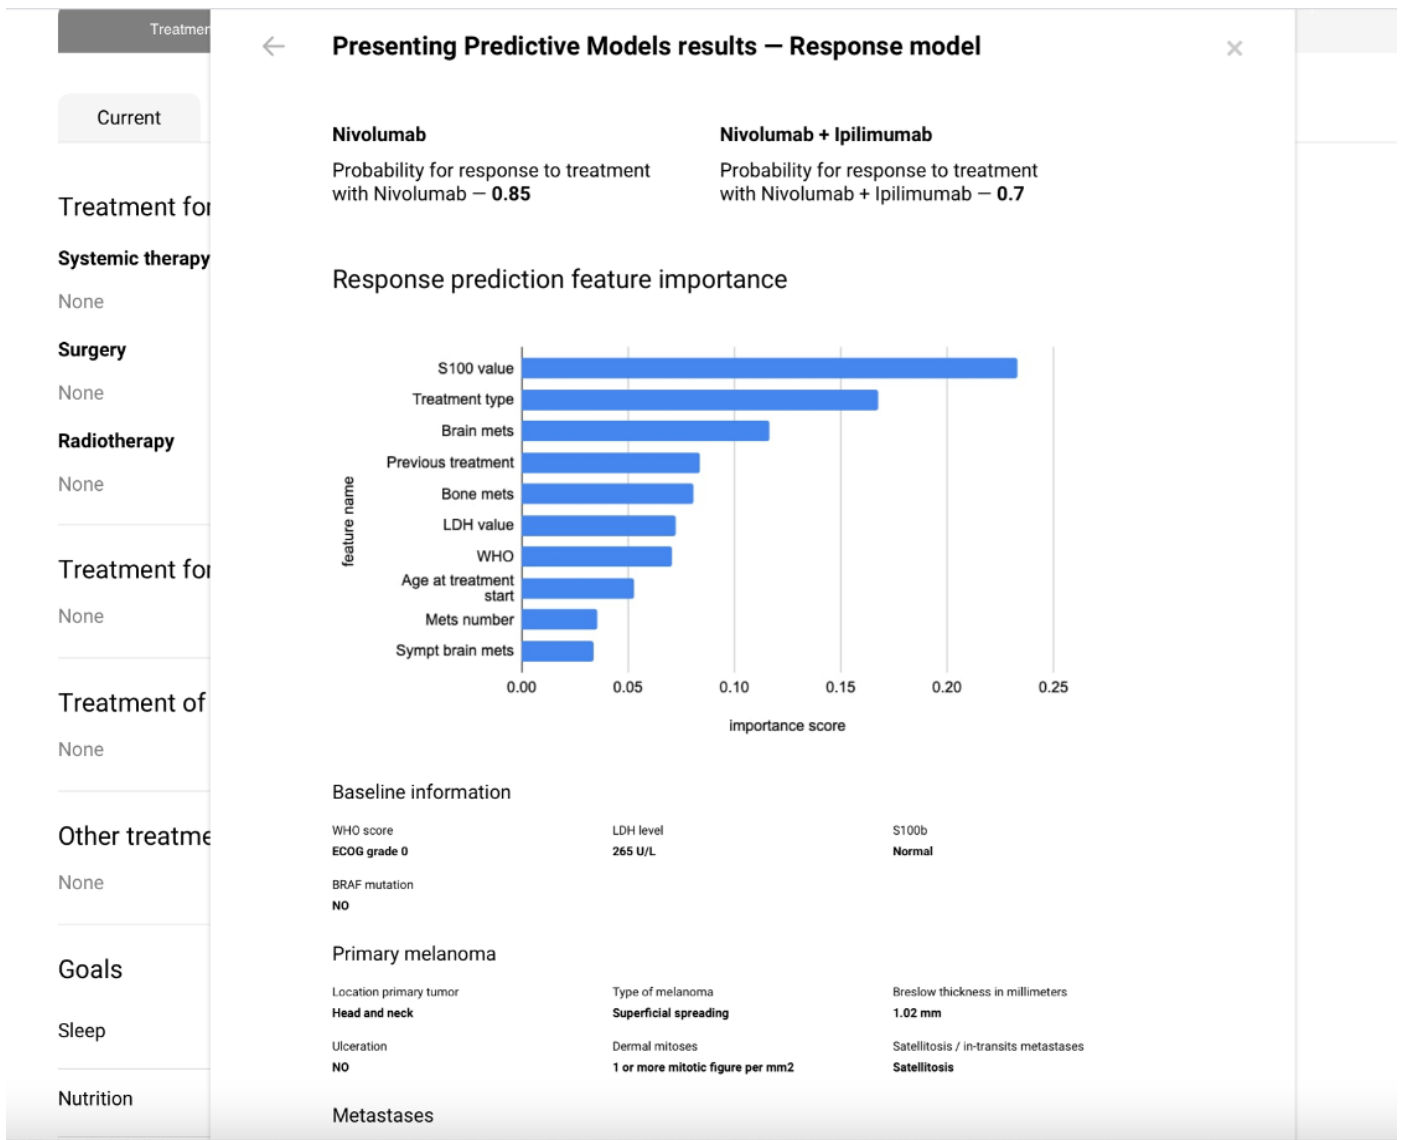 Treatmen
Current
Treatment for
Systemic therapy
None
Surgery
None
Radiotherapy
None
Treatment for
None
Treatment of
None
Other treatme
None
Goals
Sleep
Nutrition
← Presenting Predictive Models results — Response model ×
Nivolumab
Probability for response to treatment
with Nivolumab — 0.85
Nivolumab + Ipilimumab
Probability for response to treatment
with Nivolumab + Ipilimumab — 0.7
Response prediction feature importance
feature name
S100 value
Treatment type
Brain mets
Previous treatment
Bone mets
LDH value
WHO
Age at treatment
start
Mets number
Sympt brain mets
0.00 0.05 0.10 0.15 0.20 0.25
importance score
Baseline information
WHO score
ECOG grade 0
LDH level
265 U/L
S100b
Normal
BRAF mutation
NO
Primary melanoma
Location primary tumor
Head and neck
Type of melanoma
Superficial spreading
Breslow thickness in millimeters
1.02 mm
Ulceration
NO
Dermal mitoses
1 or more mitotic figure per mm2
Satellitosis / in-transits metastases
Satellitosis
Metastases